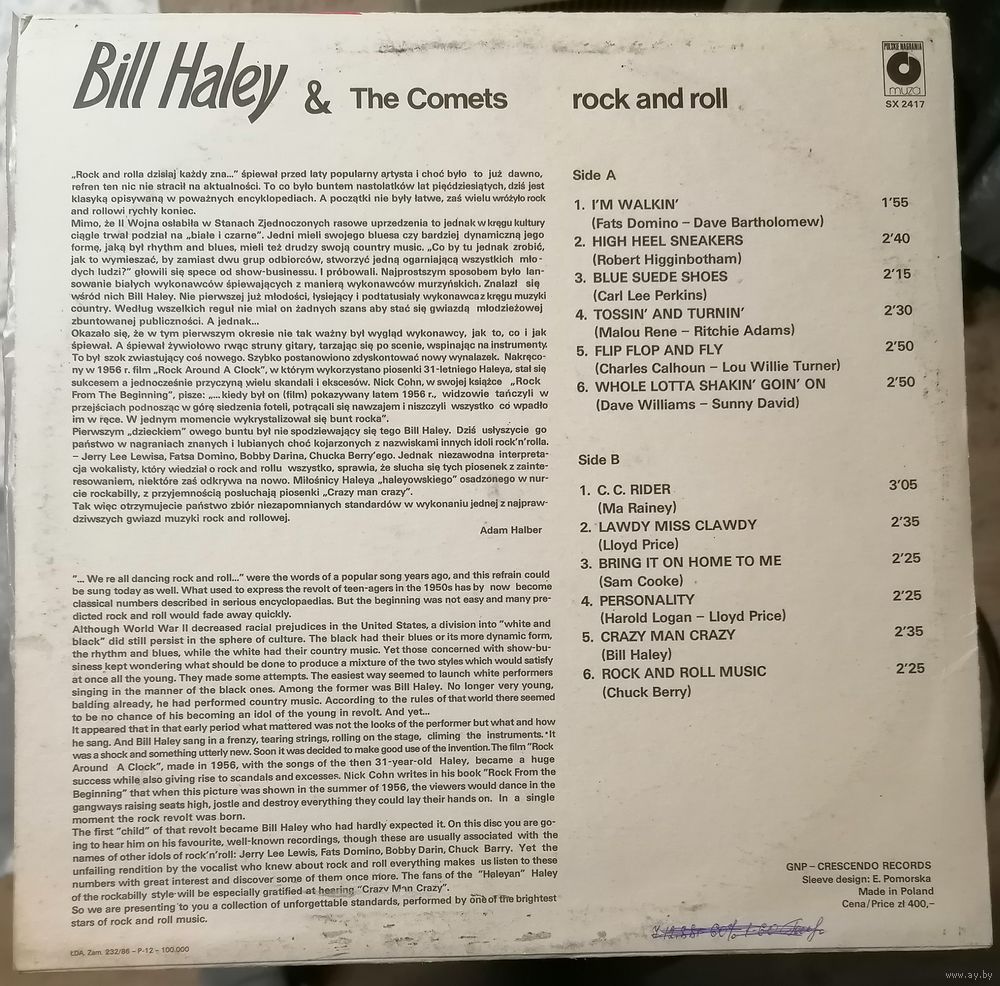 Bill Haley & The Comets rock and roll
POLSKIE NAGRANIA
muza
SX 2417
„Rock and rolla dzisiaj każdy zna...” śpiewał przed laty popularny artysta i choć było to już dawno,
refren ten nic nie stracił na aktualności. To co było buntem nastolatków lat pięćdziesiątych, dziś jest
klasyką opisywaną w poważnych encyklopediach. A początki nie były łatwe, zaś wielu wróżyło rock
and rollowi rychły koniec.
Mimo, że II Wojna osłabiła w Stanach Zjednoczonych rasowe uprzedzenia to jednak w kręgu kultury
ciągle trwał podział na „białe i czarne”. Jedni mieli swojego bluesa czy bardziej dynamiczną jego
formę, jaką był rhythm and blues, mieli też drudzy swoją country music. „Co by tu jednak zrobić,
jak to wymieszać, by zamiast dwu grup odbiorców, stworzyć jedną ogarniającą wszystkich mło-
dych ludzi?” głowili się spece od show-businessu. I próbowali. Najprostszym sposobem było lan-
sowanie białych wykonawców śpiewających z manierą wykonawców murzyńskich. Znalazł się
wśród nich Bill Haley. Nie pierwszej już młodości, łysiejący i podtatusiały wykonawca z kręgu muzyki
country. Według wszelkich reguł nie miał on żadnych szans aby stać się gwiazdą młodzieżowej
zbuntowanej publiczności. A jednak...
Okazało się, że w tym pierwszym okresie nie tak ważny był wygląd wykonawcy, jak to, co i jak
śpiewał. A śpiewał żywiołowo rwąc struny gitary, tarzając się po scenie, wspinając na instrumenty.
To był szok zwiastujący coś nowego. Szybko postanowiono zdyskontować nowy wynalazek. Nakręco-
ny w 1956 r. film „Rock Around A Clock”, w którym wykorzystano piosenki 31-letniego Haleya, stał się
sukcesem a jednocześnie przyczyną wielu skandali i ekscesów. Nick Cohn, w swojej książce „Rock
From The Beginning”, pisze: „...kiedy był on (film) pokazywany latem 1956 r., widzowie tańczyli w
przejściach podnosząc w górę siedzenia foteli, potrącali się nawzajem i niszczyli wszystko co wpadło
im w ręce. W jednym momencie wykrystalizował się bunt rocka”.
Pierwszym „dzieckiem” owego buntu był nie spodziewający się tego Bill Haley. Dziś usłyszycie go
państwo w nagraniach znanych i lubianych choć kojarzonych z nazwiskami innych idoli rock’n’rolla.
– Jerry Lee Lewisa, Fatsa Domino, Bobby Darina, Chucka Berry’ego. Jednak niezawodna interpreta-
cja wokalisty, który wiedział o rock and rollu wszystko, sprawia, że słucha się tych piosenek z zainte-
resowaniem, niektóre zaś odkrywa na nowo. Miłośnicy Haleya „haleyowskiego” osadzonego w nur-
cie rockabilly, z przyjemnością posłuchają piosenki „Crazy man crazy”.
Tak więc otrzymujecie państwo zbiór niezapomnianych standardów w wykonaniu jednej z najpraw-
dziwszych gwiazd muzyki rock and rollowej.
Adam Halber
"... We re all dancing rock and roll..." were the words of a popular song years ago, and this refrain could
be sung today as well. What used to express the revolt of teen-agers in the 1950s has by now become
classical numbers described in serious encyclopaedias. But the beginning was not easy and many pre-
dicted rock and roll would fade away quickly.
Although World War II decreased racial prejudices in the United States, a division into "white and
black" did still persist in the sphere of culture. The black had their blues or its more dynamic form,
the rhythm and blues, while the white had their country music. Yet those concerned with show-bu-
siness kept wondering what should be done to produce a mixture of the two styles which would satisfy
at once all the young. They made some attempts. The easiest way seemed to launch white performers
singing in the manner of the black ones. Among the former was Bill Haley. No longer very young,
balding already, he had performed country music. According to the rules of that world there seemed
to be no chance of his becoming an idol of the young in revolt. And yet...
It appeared that in that early period what mattered was not the looks of the performer but what and how
he sang. And Bill Haley sang in a frenzy, tearing strings, rolling on the stage, climing the instruments. It
was a shock and something utterly new. Soon it was decided to make good use of the invention. The film "Rock
Around A Clock", made in 1956, with the songs of the then 31-year-old Haley, became a huge
success while also giving rise to scandals and excesses. Nick Cohn writes in his book "Rock From the
Beginning" that when this picture was shown in the summer of 1956, the viewers would dance in the
gangways raising seats high, jostle and destroy everything they could lay their hands on. In a single
moment the rock revolt was born.
The first "child" of that revolt became Bill Haley who had hardly expected it. On this disc you are go-
ing to hear him on his favourite, well-known recordings, though these are usually associated with the
names of other idols of rock'n'roll: Jerry Lee Lewis, Fats Domino, Bobby Darin, Chuck Barry. Yet the
unfailing rendition by the vocalist who knew about rock and roll everything makes us listen to these
numbers with great interest and discover some of them once more. The fans of the "Haleyan" Haley
of the rockabilly style will be especially gratified at hearing "Crazy Man Crazy".
So we are presenting to you a collection of unforgettable standards, performed by one of the brightest
stars of rock and roll music.
ŁDA. Zam. 232/86 – P-12 – 100.000
Side A
1. I’M WALKIN’ 1’55
(Fats Domino – Dave Bartholomew)
2. HIGH HEEL SNEAKERS 2’40
(Robert Higginbotham)
3. BLUE SUEDE SHOES 2’15
(Carl Lee Perkins)
4. TOSSIN’ AND TURNIN’ 2’30
(Malou Rene – Ritchie Adams)
5. FLIP FLOP AND FLY 2’50
(Charles Calhoun – Lou Willie Turner)
6. WHOLE LOTTA SHAKIN’ GOIN’ ON 2’50
(Dave Williams – Sunny David)
Side B
1. C. C. RIDER 3’05
(Ma Rainey)
2. LAWDY MISS CLAWDY 2’35
(Lloyd Price)
3. BRING IT ON HOME TO ME 2’25
(Sam Cooke)
4. PERSONALITY 2’25
(Harold Logan – Lloyd Price)
5. CRAZY MAN CRAZY 2’35
(Bill Haley)
6. ROCK AND ROLL MUSIC 2’25
(Chuck Berry)
GNP – CRESCENDO RECORDS
Sleeve design: E. Pomorska
Made in Poland
Cena/Price zł 400,–
www.ay.by